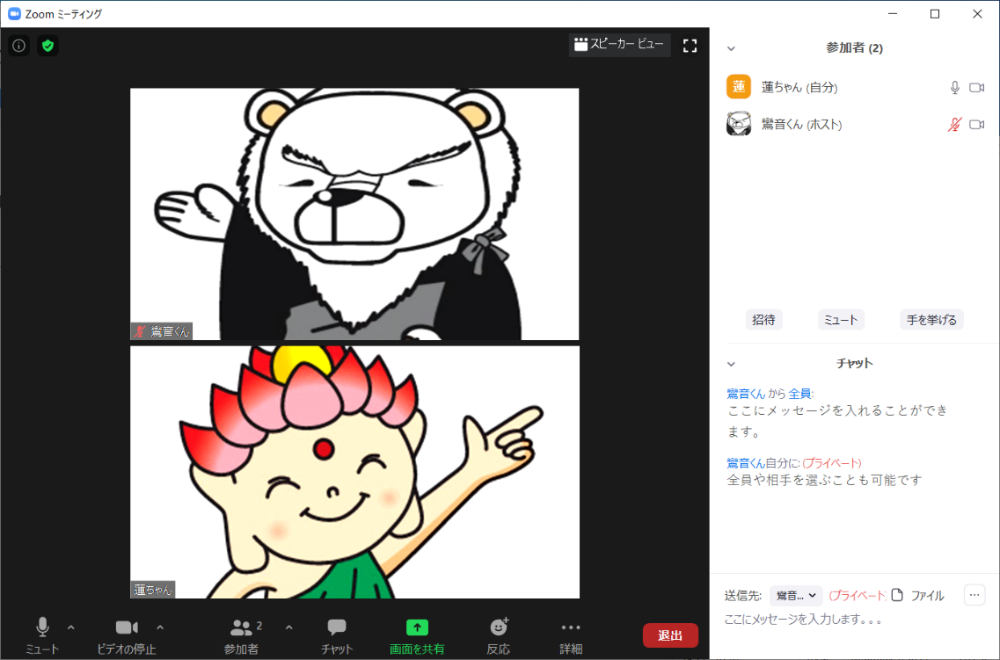 Zoom ミーティング
スピーカー ビュー
鸞音くん
蓮ちゃん
ミュート
ビデオの停止
2
参加者
チャット
画面を共有
反応
詳細
退出
参加者 (2)
蓮 蓮ちゃん (自分)
鸞音くん (ホスト)
招待 ミュート 手を挙げる
チャット
鸞音くん から 全員:
ここにメッセージを入れることができ
ます。
鸞音くん自分に: (プライベート)
全員や相手を選ぶことも可能です
送信先: 鸞音... (プライベート) ファイル
ここにメッセージを入力します。。。